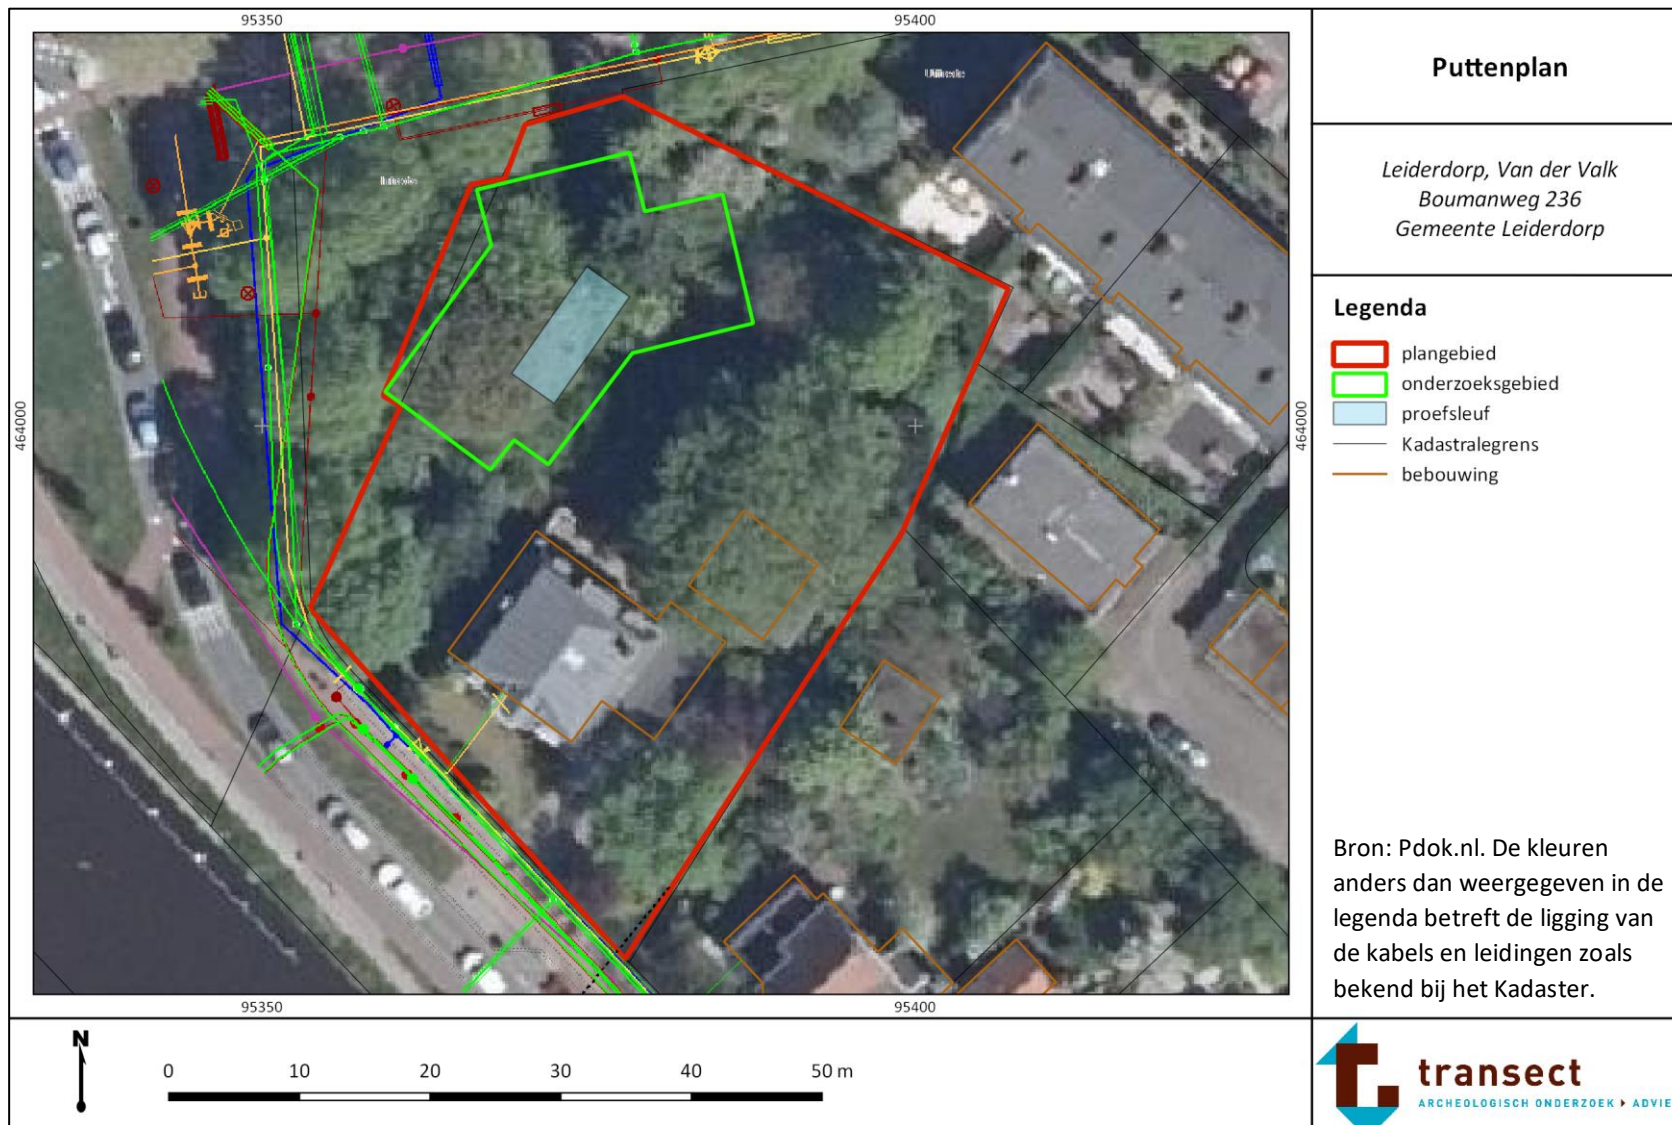 95350
95400
464000
464000
95350
95400
Puttenplan
Leiderdorp, Van der Valk
Boumanweg 236
Gemeente Leiderdorp
Legenda
plangebied
onderzoeksgebied
proefsleuf
Kadastralegrens
bebouwing
Bron: Pdok.nl. De kleuren
anders dan weergegeven in de
legenda betreft de ligging van
de kabels en leidingen zoals
bekend bij het Kadaster.
N
0 10 20 30 40 50 m
transect
ARCHEOLOGISCH ONDERZOEK ▸ ADVIE